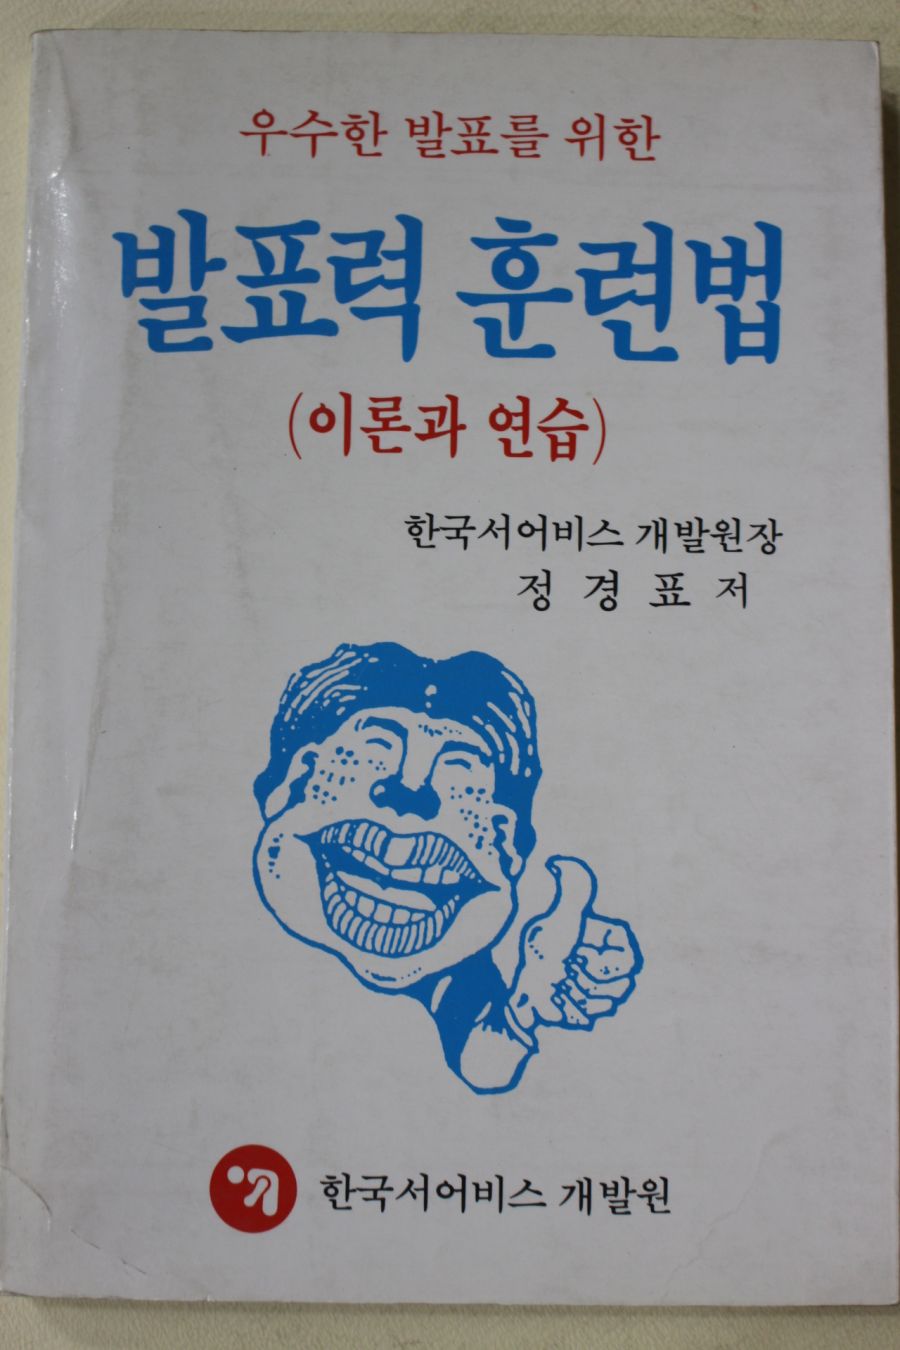 우수한 발표를 위한
발표력 훈련법
(이론과 연습)
한국서어비스 개발원장
정 경 표 저
한국서어비스 개발원